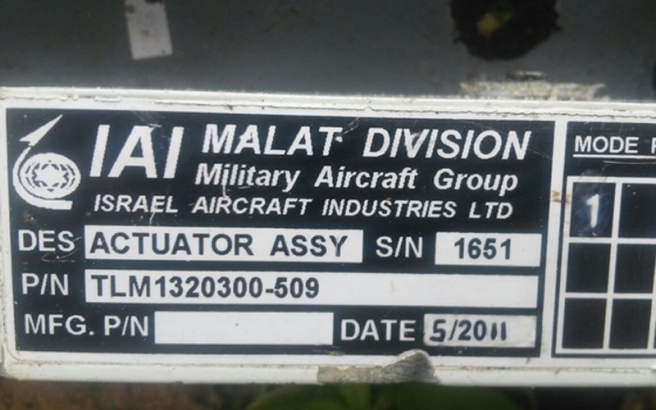 IAI MALAT DIVISION
Military Aircraft Group
ISRAEL AIRCRAFT INDUSTRIES LTD
DES ACTUATOR ASSY S/N 1651
P/N TLM1320300-509
MFG. P/N DATE 5/2011
MODE
1